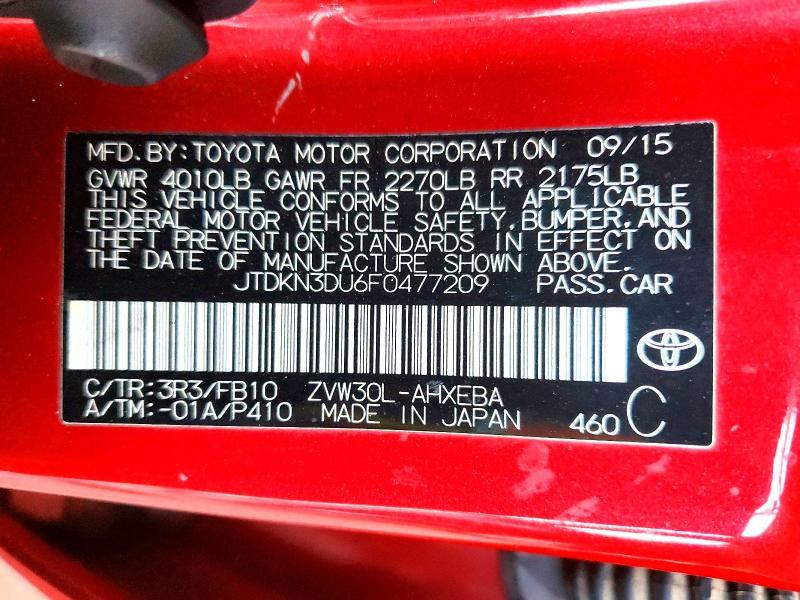 MFD. BY: TOYOTA MOTOR CORPORATION 09/15
GVWR 4010LB GAWR FR 2270LB RR 2175LB
THIS VEHICLE CONFORMS TO ALL APPLICABLE
FEDERAL MOTOR VEHICLE SAFETY, BUMPER, AND
THEFT PREVENTION STANDARDS IN EFFECT ON
THE DATE OF MANUFACTURE SHOWN ABOVE.
JTDKN3DU6F0477209 PASS. CAR
C/TR: 3R3/FB10 ZVW30L-AHXEBA
A/TM: -01A/P410 MADE IN JAPAN 460 C